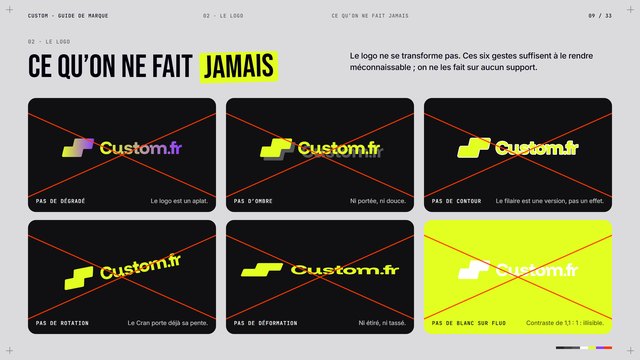 CUSTOM · GUIDE DE MARQUE
02 · LE LOGO
CE QU'ON NE FAIT JAMAIS
09 / 33
02 · LE LOGO
CE QU'ON NE FAIT JAMAIS
Le logo ne se transforme pas. Ces six gestes suffisent à le rendre
méconnaissable ; on ne les fait sur aucun support.
Custom.fr
PAS DE DÉGRADÉ
Le logo est un aplat.
Custom.fr
PAS D'OMBRE
Ni portée, ni douce.
Custom.fr
PAS DE CONTOUR
Le filaire est une version, pas un effet.
Custom.fr
PAS DE ROTATION
Le Cran porte déjà sa pente.
Custom.fr
PAS DE DÉFORMATION
Ni étiré, ni tassé.
Custom.fr
PAS DE BLANC SUR FLUO
Contraste de 1,1 : 1 : illisible.